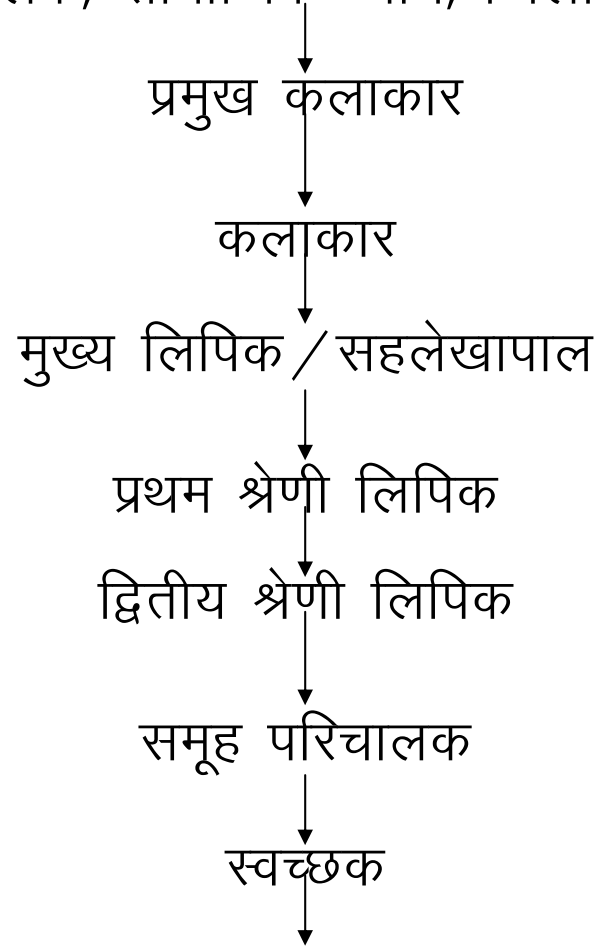 प्रमुख कलाकार
कलाकार
मुख्य लिपिक/सहलेखापाल
प्रथम श्रेणी लिपिक
द्वितीय श्रेणी लिपिक
समूह परिचालक
स्वच्छक